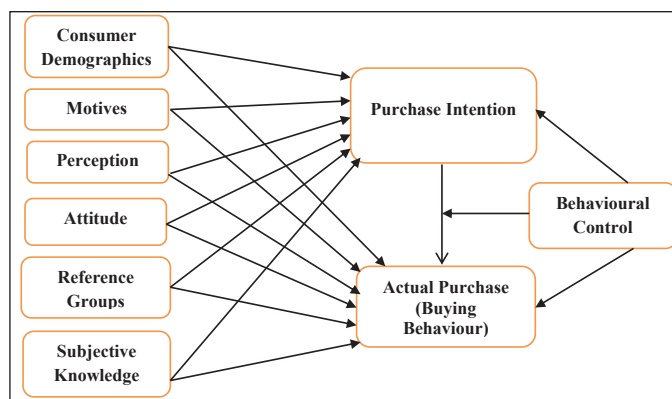 Consumer
Demographics
Motives
Perception
Attitude
Reference
Groups
Subjective
Knowledge
Purchase Intention
Actual Purchase
(Buying
Behaviour)
Behavioural
Control